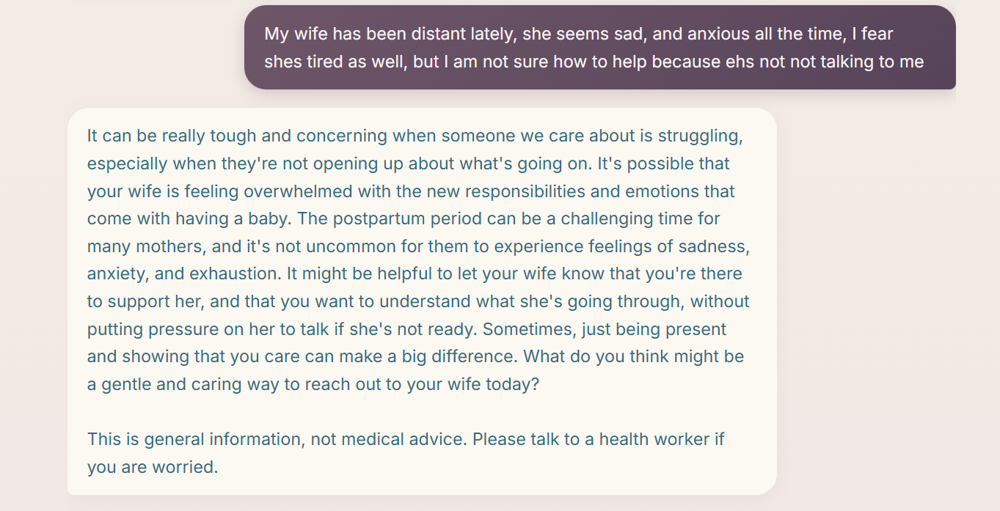 My wife has been distant lately, she seems sad, and anxious all the time, I fear
shes tired as well, but I am not sure how to help because ehs not not talking to me
It can be really tough and concerning when someone we care about is struggling,
especially when they're not opening up about what's going on. It's possible that
your wife is feeling overwhelmed with the new responsibilities and emotions that
come with having a baby. The postpartum period can be a challenging time for
many mothers, and it's not uncommon for them to experience feelings of sadness,
anxiety, and exhaustion. It might be helpful to let your wife know that you're there
to support her, and that you want to understand what she's going through, without
putting pressure on her to talk if she's not ready. Sometimes, just being present
and showing that you care can make a big difference. What do you think might be
a gentle and caring way to reach out to your wife today?
This is general information, not medical advice. Please talk to a health worker if
you are worried.